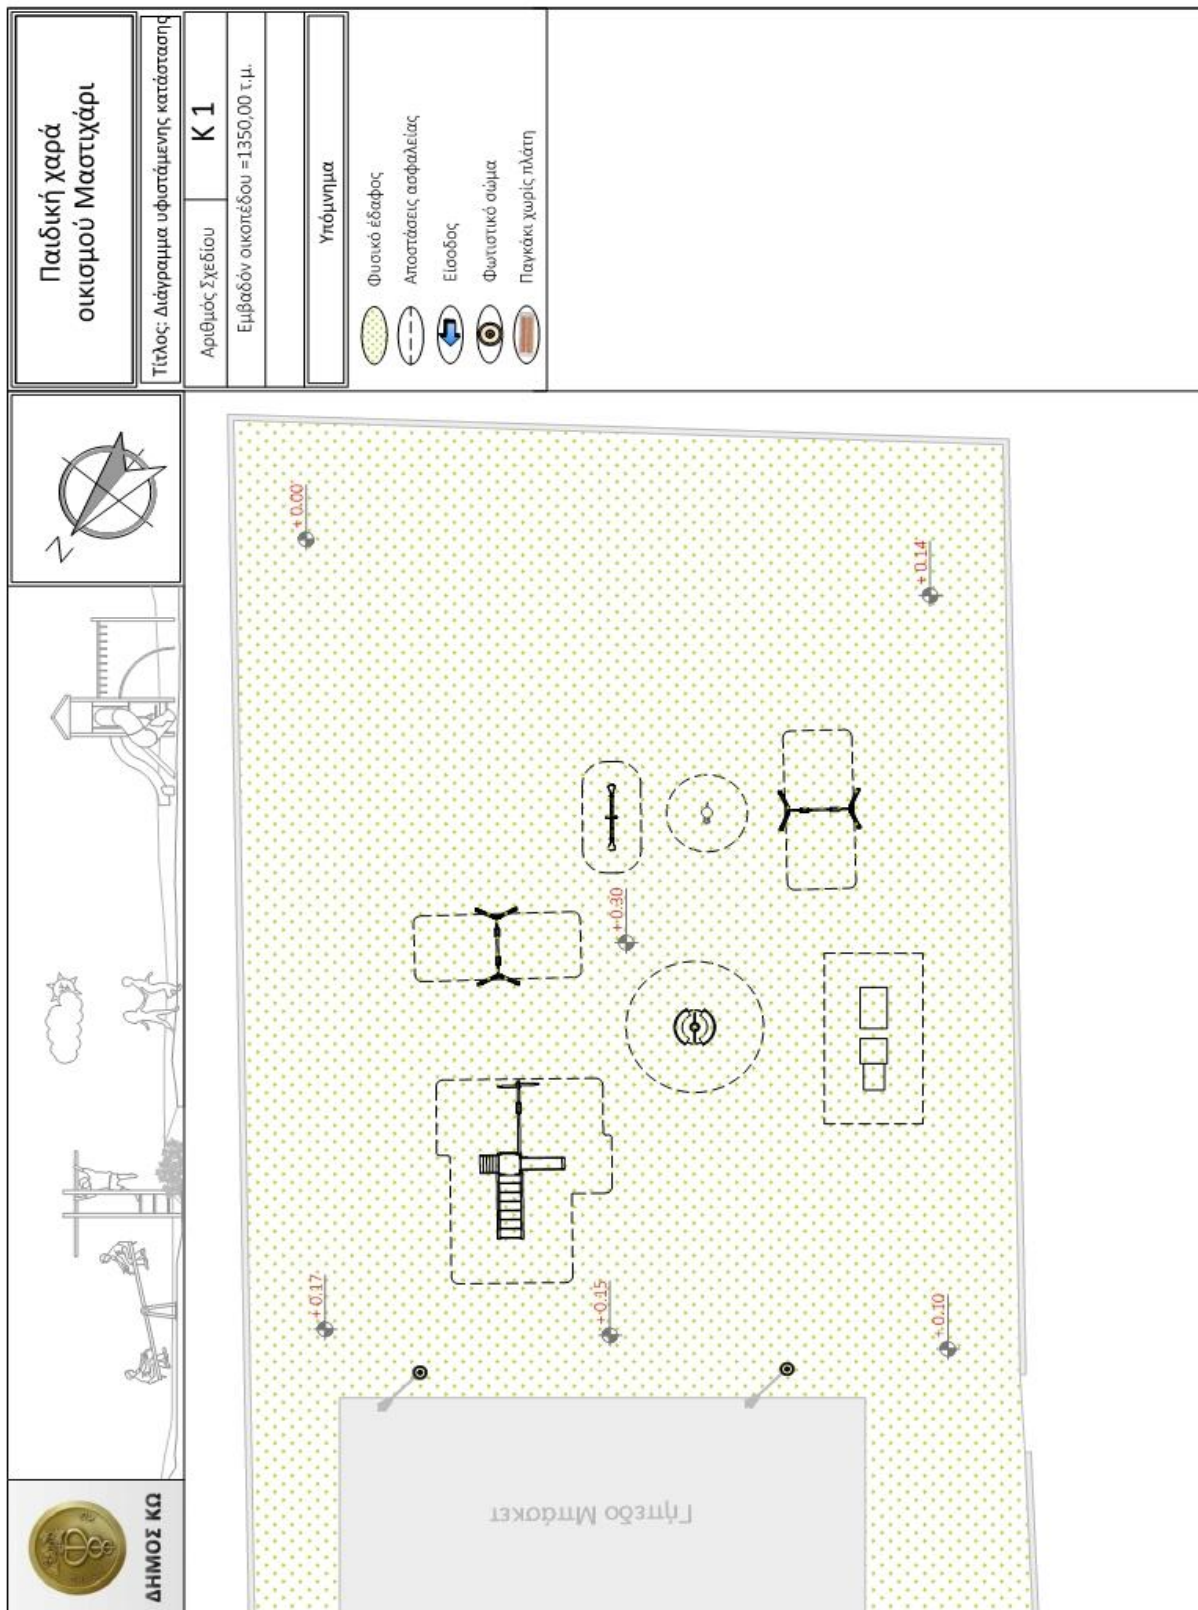 Παιδική χαρά
οικισμού Μαστιχάρι
Τίτλος: Διάγραμμα υφιστάμενης κατάστασης
Αριθμός Σχεδίου
Κ 1
Εμβαδόν οικοπέδου =1350,00 τ.μ.
Υπόμνημα
Φυσικό έδαφος
Αποστάσεις ασφαλείας
Είσοδος
Φωτιστικό σώμα
Παγκάκι χωρίς πλάτη
N
ΔΗΜΟΣ ΚΩ
+0.00
+0.14
+0.30
+0.17
+0.15
+0.10
Γήπεδο Μπάσκετ